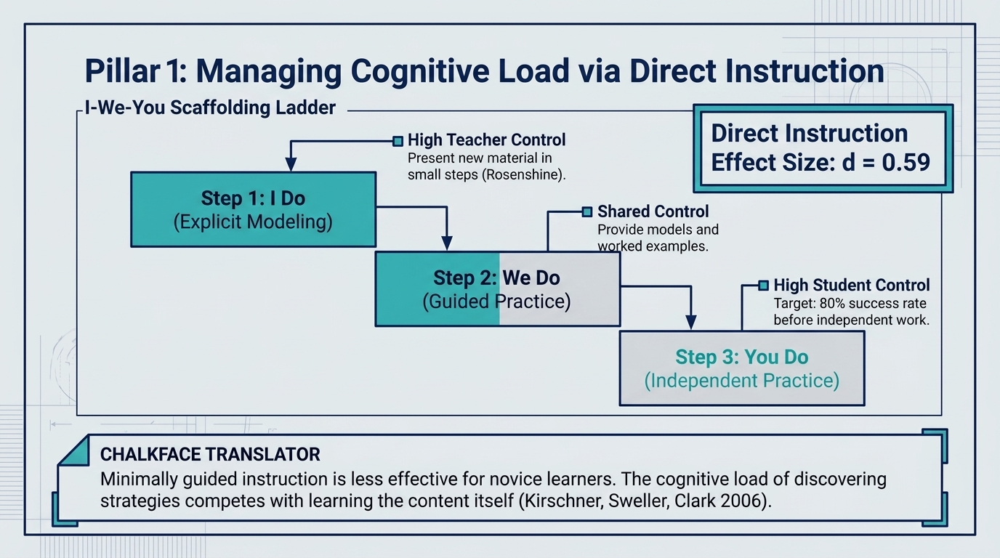 Pillar 1: Managing Cognitive Load via Direct Instruction
I-We-You Scaffolding Ladder
Direct Instruction
Effect Size: d = 0.59
High Teacher Control
Present new material in
small steps (Rosenshine).
Step 1: I Do
(Explicit Modeling)
Shared Control
Provide models and
worked examples.
Step 2: We Do
(Guided Practice)
High Student Control
Target: 80% success rate
before independent work.
Step 3: You Do
(Independent Practice)
CHALKFACE TRANSLATOR
Minimally guided instruction is less effective for novice learners. The cognitive load of discovering
strategies competes with learning the content itself (Kirschner, Sweller, Clark 2006).